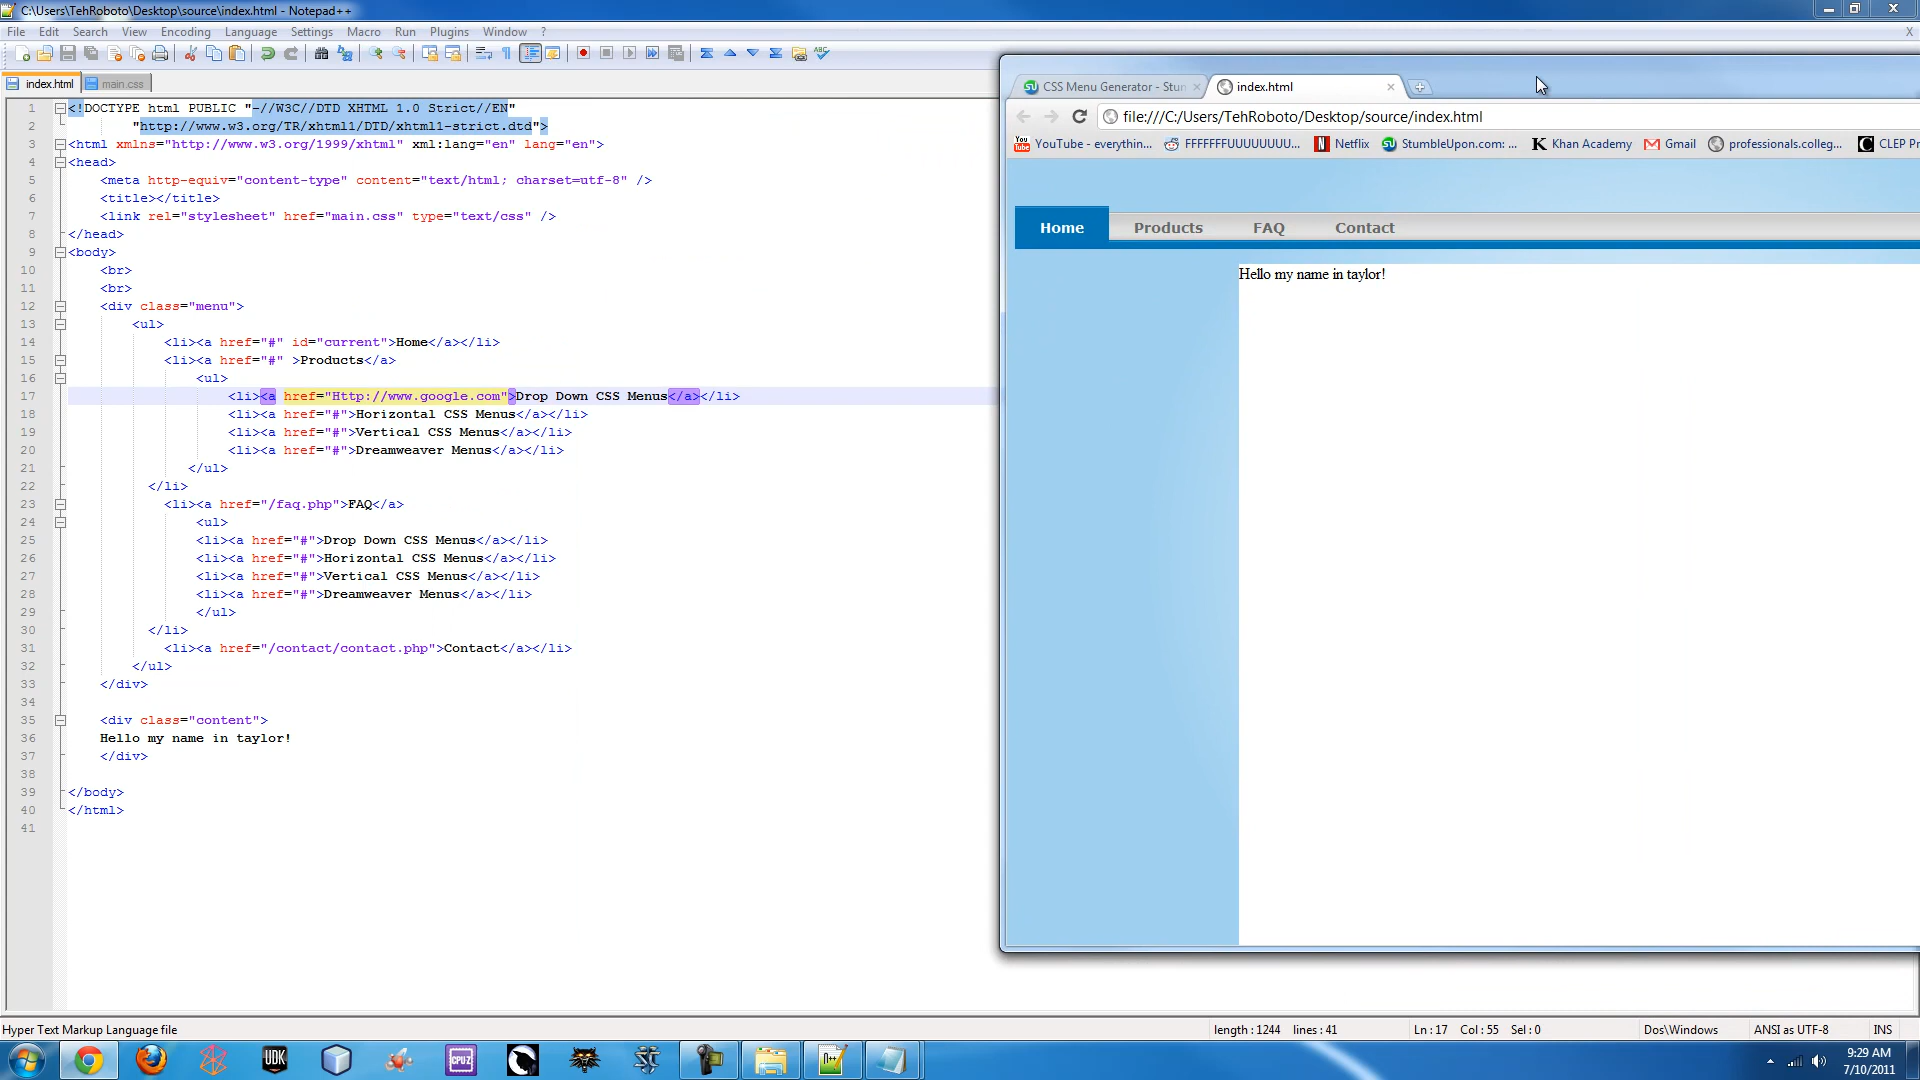 C:\Users\TehRoboto\Desktop\source\index.html - Notepad++
File Edit Search View Encoding Language Settings Macro Run Plugins Window ? X
index.html main.css
1 <!DOCTYPE html PUBLIC "-//W3C//DTD XHTML 1.0 Strict//EN"
2 "http://www.w3.org/TR/xhtml1/DTD/xhtml1-strict.dtd">
3 <html xmlns="http://www.w3.org/1999/xhtml" xml:lang="en" lang="en">
4 <head>
5 <meta http-equiv="content-type" content="text/html; charset=utf-8" />
6 <title></title>
7 <link rel="stylesheet" href="main.css" type="text/css" />
8 </head>
9 <body>
10 <br>
11 <br>
12 <div class="menu">
13 <ul>
14 <li><a href="#" id="current">Home</a></li>
15 <li><a href="#" >Products</a>
16 <ul>
17 <li><a href="Http://www.google.com">Drop Down CSS Menus</a></li>
18 <li><a href="#">Horizontal CSS Menus</a></li>
19 <li><a href="#">Vertical CSS Menus</a></li>
20 <li><a href="#">Dreamweaver Menus</a></li>
21 </ul>
22 </li>
23 <li><a href="/faq.php">FAQ</a>
24 <ul>
25 <li><a href="#">Drop Down CSS Menus</a></li>
26 <li><a href="#">Horizontal CSS Menus</a></li>
27 <li><a href="#">Vertical CSS Menus</a></li>
28 <li><a href="#">Dreamweaver Menus</a></li>
29 </ul>
30 </li>
31 <li><a href="/contact/contact.php">Contact</a></li>
32 </ul>
33 </div>
34
35 <div class="content">
36 Hello my name in taylor!
37 </div>
38
39 </body>
40 </html>
41
CSS Menu Generator - Stum index.html
file:///C:/Users/TehRoboto/Desktop/source/index.html
You Tube YouTube - everythin... FFFFFFFUUUUUUUU... N Netflix StumbleUpon.com: ... K Khan Academy Gmail professionals.colleg... C CLEP Pr
Home Products FAQ Contact
Hello my name in taylor!
Hyper Text Markup Language file length : 1244 lines : 41 Ln : 17 Col : 55 Sel : 0 Dos\Windows ANSI as UTF-8 INS
UDK CPUZ 9:29 AM
7/10/2011